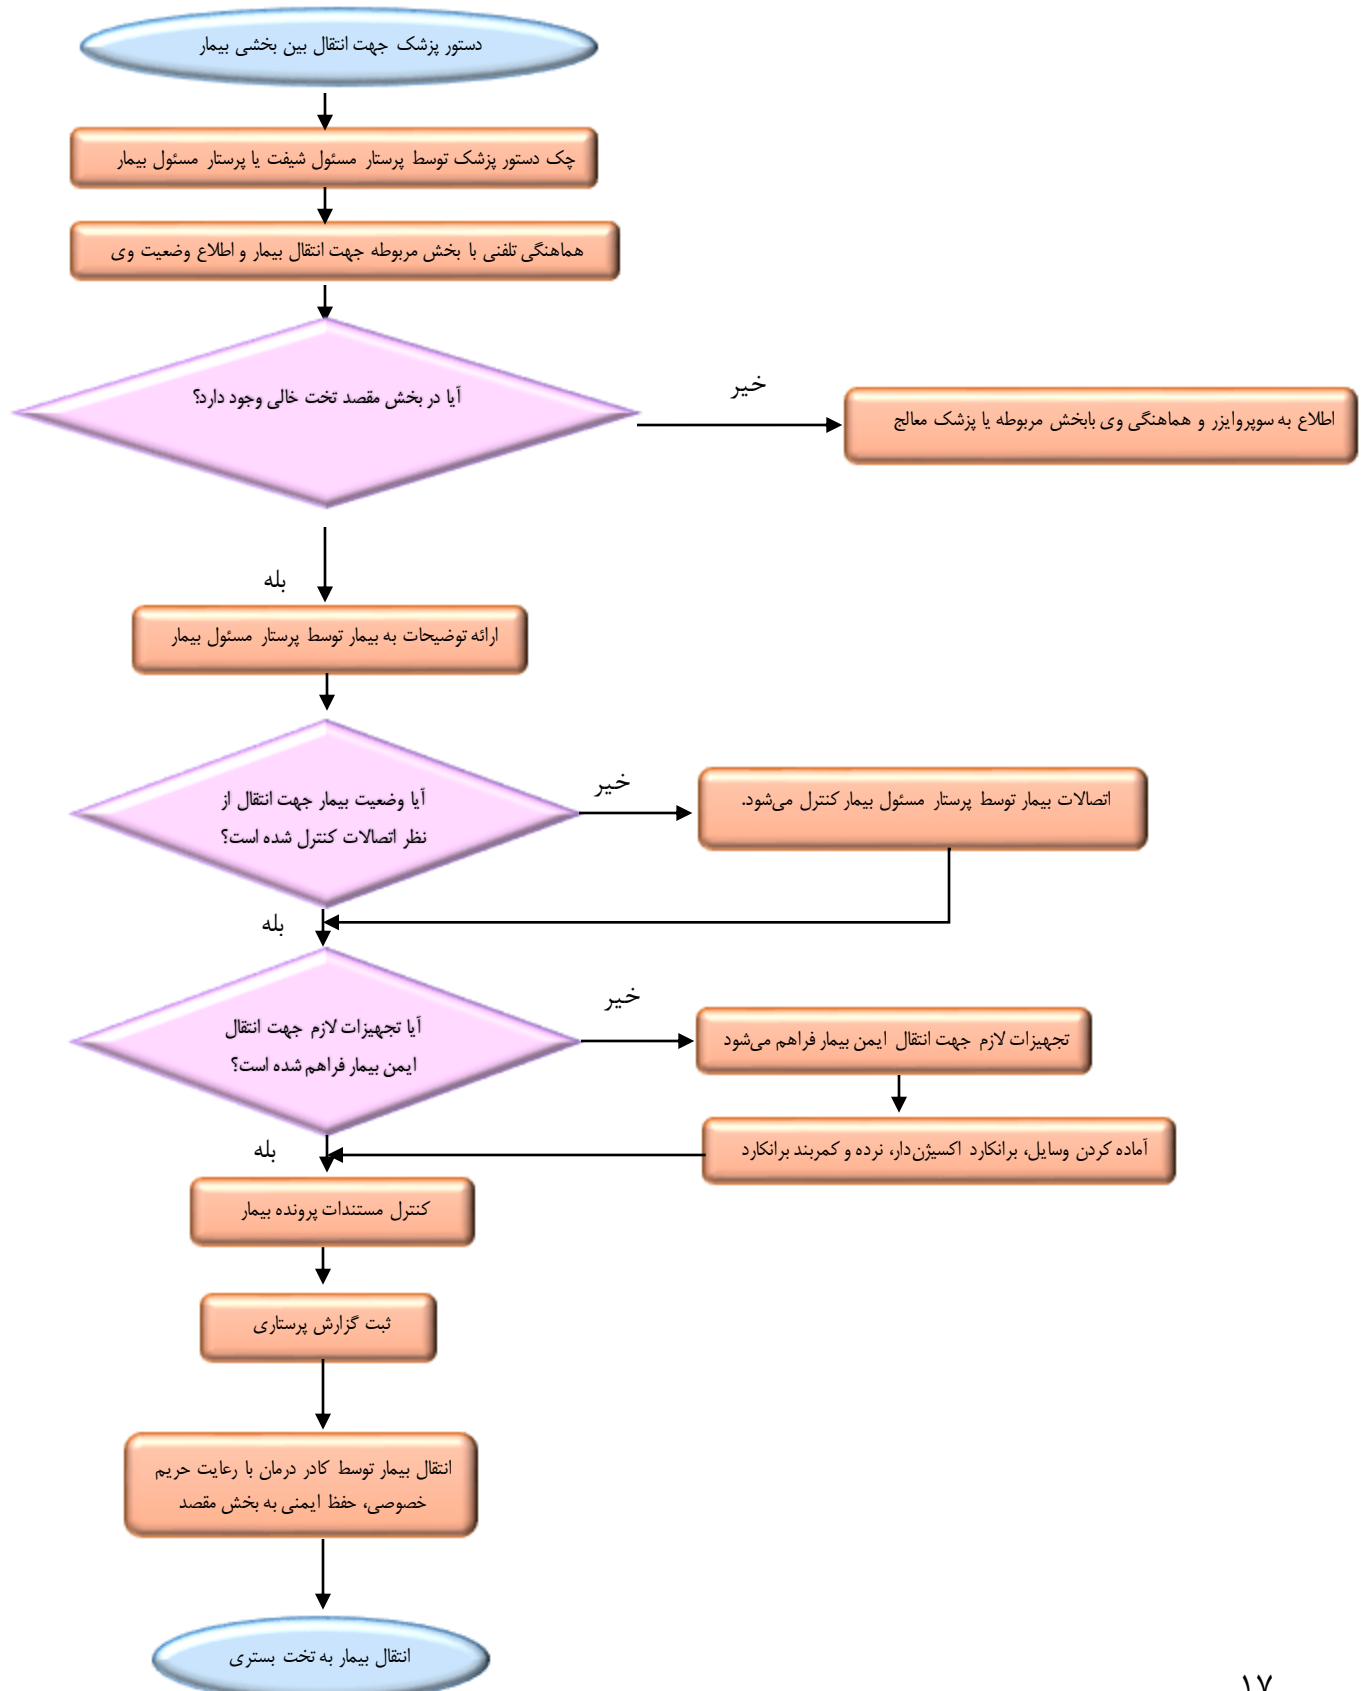 دستور پزشک جهت انتقال بین بخشی بیمار
چک دستور پزشک توسط پرستار مسئول شیفت یا پرستار مسئول بیمار
هماهنگی تلفنی با بخش مربوطه جهت انتقال بیمار و اطلاع وضعیت وی
آیا در بخش مقصد تخت خالی وجود دارد؟
خیر
اطلاع به سوپروایزر و هماهنگی وی بابخش مربوطه یا پزشک معالج
بله
ارائه توضیحات به بیمار توسط پرستار مسئول بیمار
آیا وضعیت بیمار جهت انتقال از
نظر اتصالات کنترل شده است؟
خیر
اتصالات بیمار توسط پرستار مسئول بیمار کنترل می‌شود.
بله
آیا تجهیزات لازم جهت انتقال
ایمن بیمار فراهم شده است؟
خیر
تجهیزات لازم جهت انتقال ایمن بیمار فراهم می‌شود
آماده کردن وسایل، برانکارد اکسیژن‌دار، نرده و کمربند برانکارد
بله
کنترل مستندات پرونده بیمار
ثبت گزارش پرستاری
انتقال بیمار توسط کادر درمان با رعایت حریم
خصوصی، حفظ ایمنی به بخش مقصد
انتقال بیمار به تخت بستری
۱۷